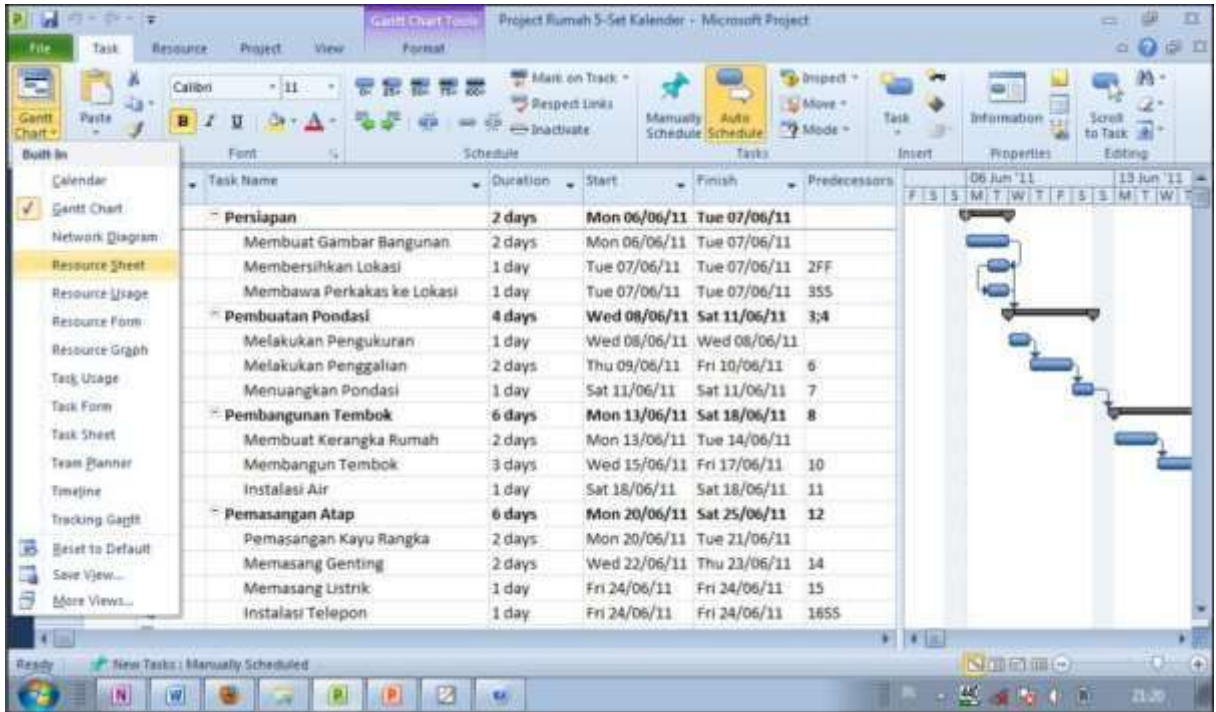 Gantt Chart Tools
Project Rumah 5-Set Kalender - Microsoft Project
File Task Resource Project View Format
Gantt Chart
Paste
Calibri 11
B I U A
Mark on Track
Respect Links
Inactivate
Manually Schedule
Auto Schedule
Inspect
Move
Mode
Task
Information
Scroll to Task
Font Schedule Tasks Insert Properties Editing
Built-In
Calendar
Gantt Chart
Network Diagram
Resource Sheet
Resource Usage
Resource Form
Resource Graph
Task Usage
Task Form
Task Sheet
Team Planner
Timeline
Tracking Gantt
Reset to Default
Save View...
More Views...
Task Name Duration Start Finish Predecessors
Persiapan 2 days Mon 06/06/11 Tue 07/06/11
Membuat Gambar Bangunan 2 days Mon 06/06/11 Tue 07/06/11
Membersihkan Lokasi 1 day Tue 07/06/11 Tue 07/06/11 2FF
Membawa Perkakas ke Lokasi 1 day Tue 07/06/11 Tue 07/06/11 3SS
Pembuatan Pondasi 4 days Wed 08/06/11 Sat 11/06/11 3;4
Melakukan Pengukuran 1 day Wed 08/06/11 Wed 08/06/11
Melakukan Penggalian 2 days Thu 09/06/11 Fri 10/06/11 6
Menuangkan Pondasi 1 day Sat 11/06/11 Sat 11/06/11 7
Pembangunan Tembok 6 days Mon 13/06/11 Sat 18/06/11 8
Membuat Kerangka Rumah 2 days Mon 13/06/11 Tue 14/06/11
Membangun Tembok 3 days Wed 15/06/11 Fri 17/06/11 10
Instalasi Air 1 day Sat 18/06/11 Sat 18/06/11 11
Pemasangan Atap 6 days Mon 20/06/11 Sat 25/06/11 12
Pemasangan Kayu Rangka 2 days Mon 20/06/11 Tue 21/06/11
Memasang Genting 2 days Wed 22/06/11 Thu 23/06/11 14
Memasang Listrik 1 day Fri 24/06/11 Fri 24/06/11 15
Instalasi Telepon 1 day Fri 24/06/11 Fri 24/06/11 16SS
06 Jun '11 13 Jun '11
F S S M T W T F S S M T W T
Ready New Tasks : Manually Scheduled
21:20